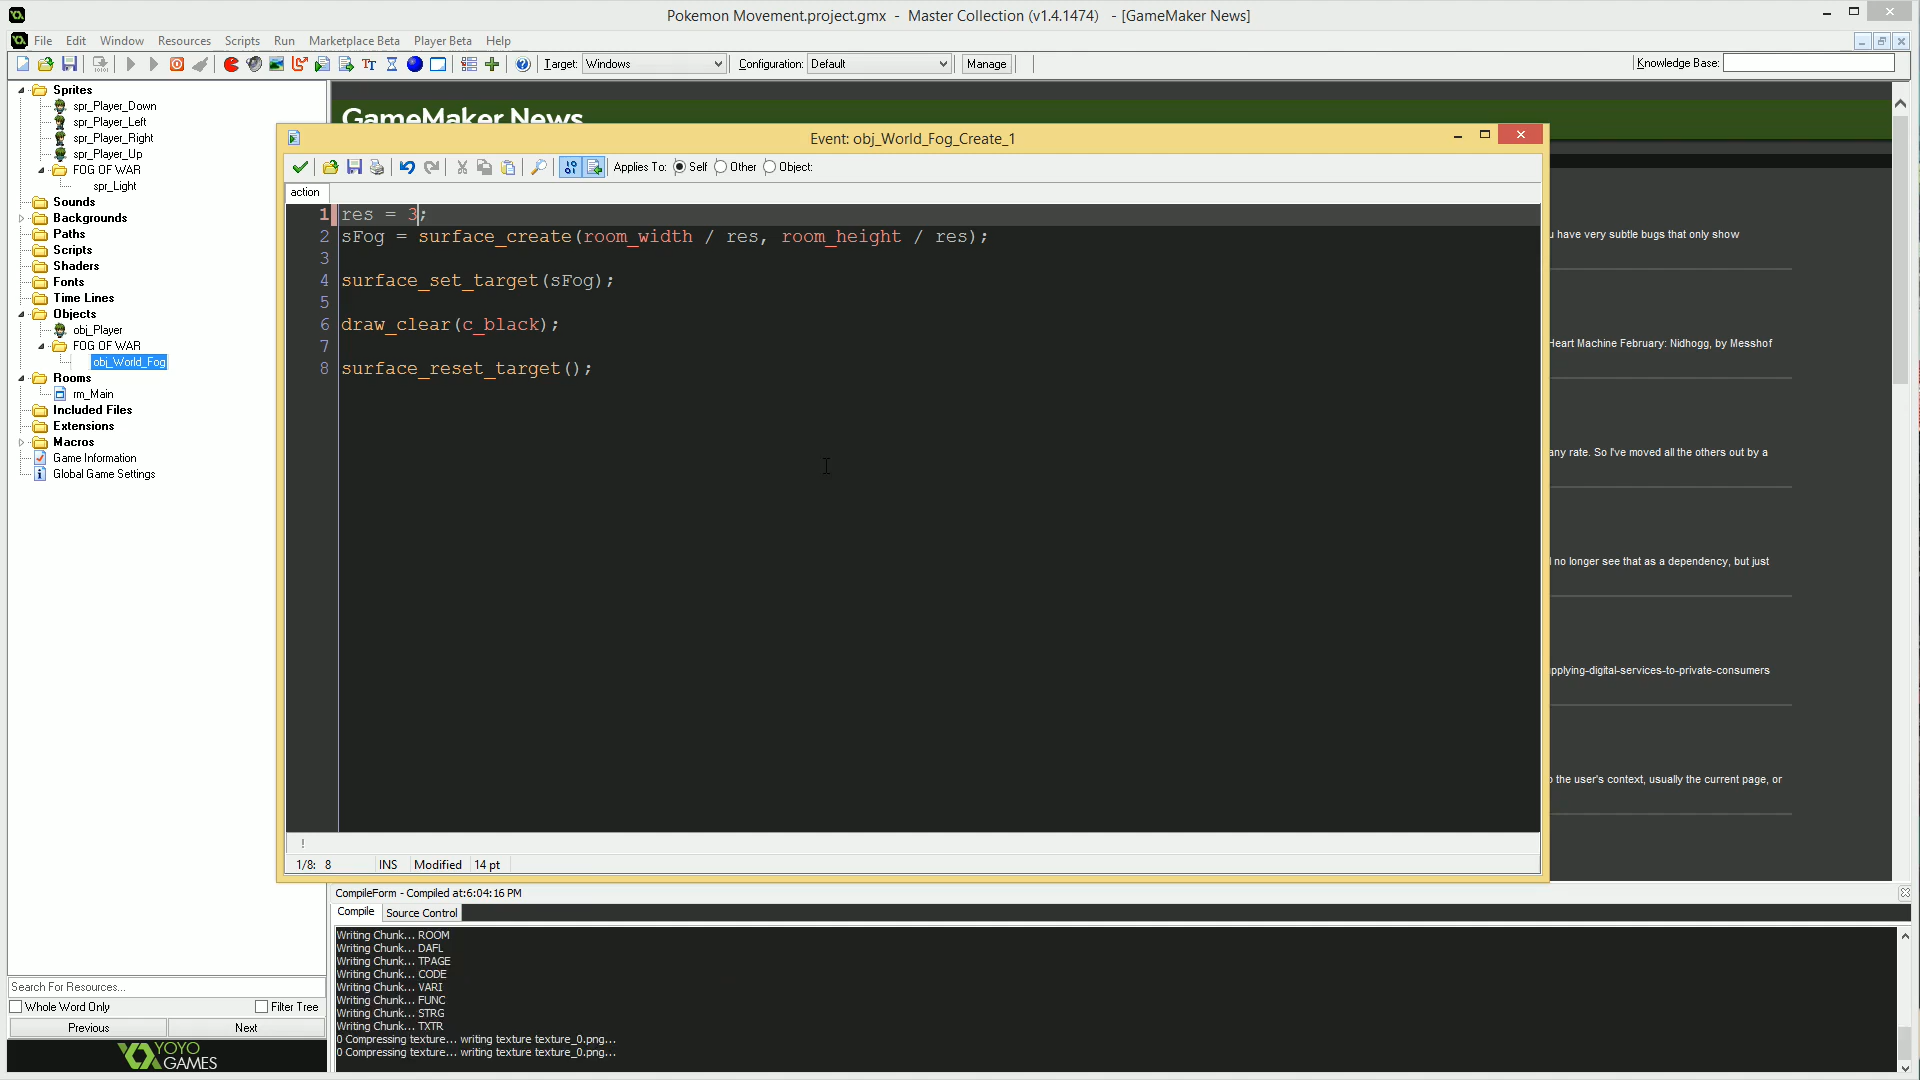 Pokemon Movement.project.gmx - Master Collection (v1.4.1474) - [GameMaker News]
File Edit Window Resources Scripts Run Marketplace Beta Player Beta Help
Target: Windows Configuration: Default Manage Knowledge Base:
Sprites
spr_Player_Down
spr_Player_Left
spr_Player_Right
spr_Player_Up
FOG OF WAR
spr_Light
Sounds
Backgrounds
Paths
Scripts
Shaders
Fonts
Time Lines
Objects
obj_Player
FOG OF WAR
obj_World_Fog
Rooms
rm_Main
Included Files
Extensions
Macros
Game Information
Global Game Settings
Search For Resources...
Whole Word Only Filter Tree
Previous Next
YOYO
GAMES
GameMaker News
Event: obj_World_Fog_Create_1
Applies To: Self Other Object:
action
1 res = 3;
2 sFog = surface_create(room_width / res, room_height / res);
3
4 surface_set_target(sFog);
5
6 draw_clear(c_black);
7
8 surface_reset_target();
!
1/8: 8 INS Modified 14 pt
u have very subtle bugs that only show
Heart Machine February: Nidhogg, by Messhof
any rate. So I've moved all the others out by a
no longer see that as a dependency, but just
pplying-digital-services-to-private-consumers
the user's context, usually the current page, or
CompileForm - Compiled at:6:04:16 PM
Compile Source Control
Writing Chunk... ROOM
Writing Chunk... DAFL
Writing Chunk... TPAGE
Writing Chunk... CODE
Writing Chunk... VARI
Writing Chunk... FUNC
Writing Chunk... STRG
Writing Chunk... TXTR
0 Compressing texture... writing texture texture_0.png...
0 Compressing texture... writing texture texture_0.png...